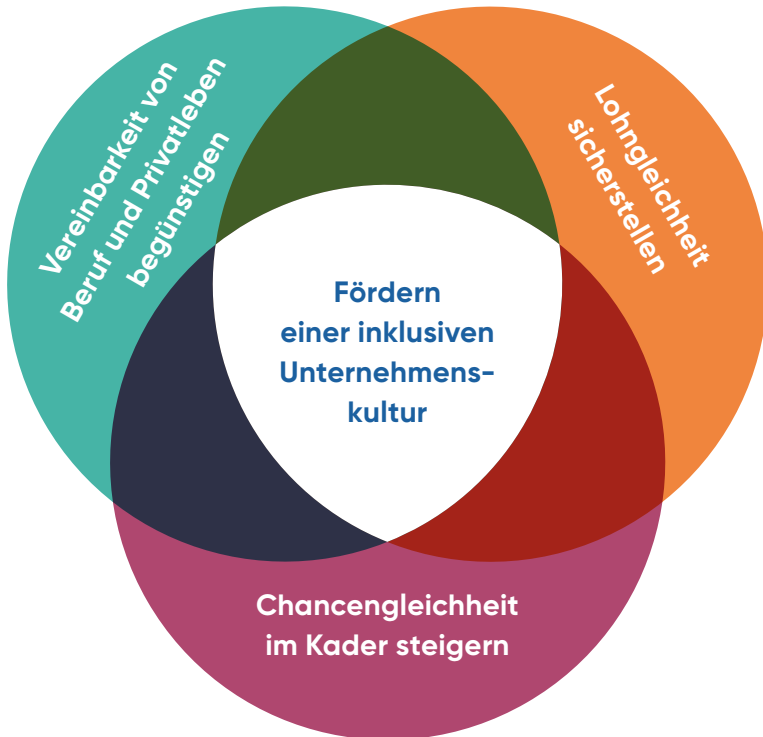 Vereinbarkeit von
Beruf und Privatleben
begünstigen
Lohngleichheit
sicherstellen
Fördern
einer inklusiven
Unternehmens-
kultur
Chancengleichheit
im Kader steigern